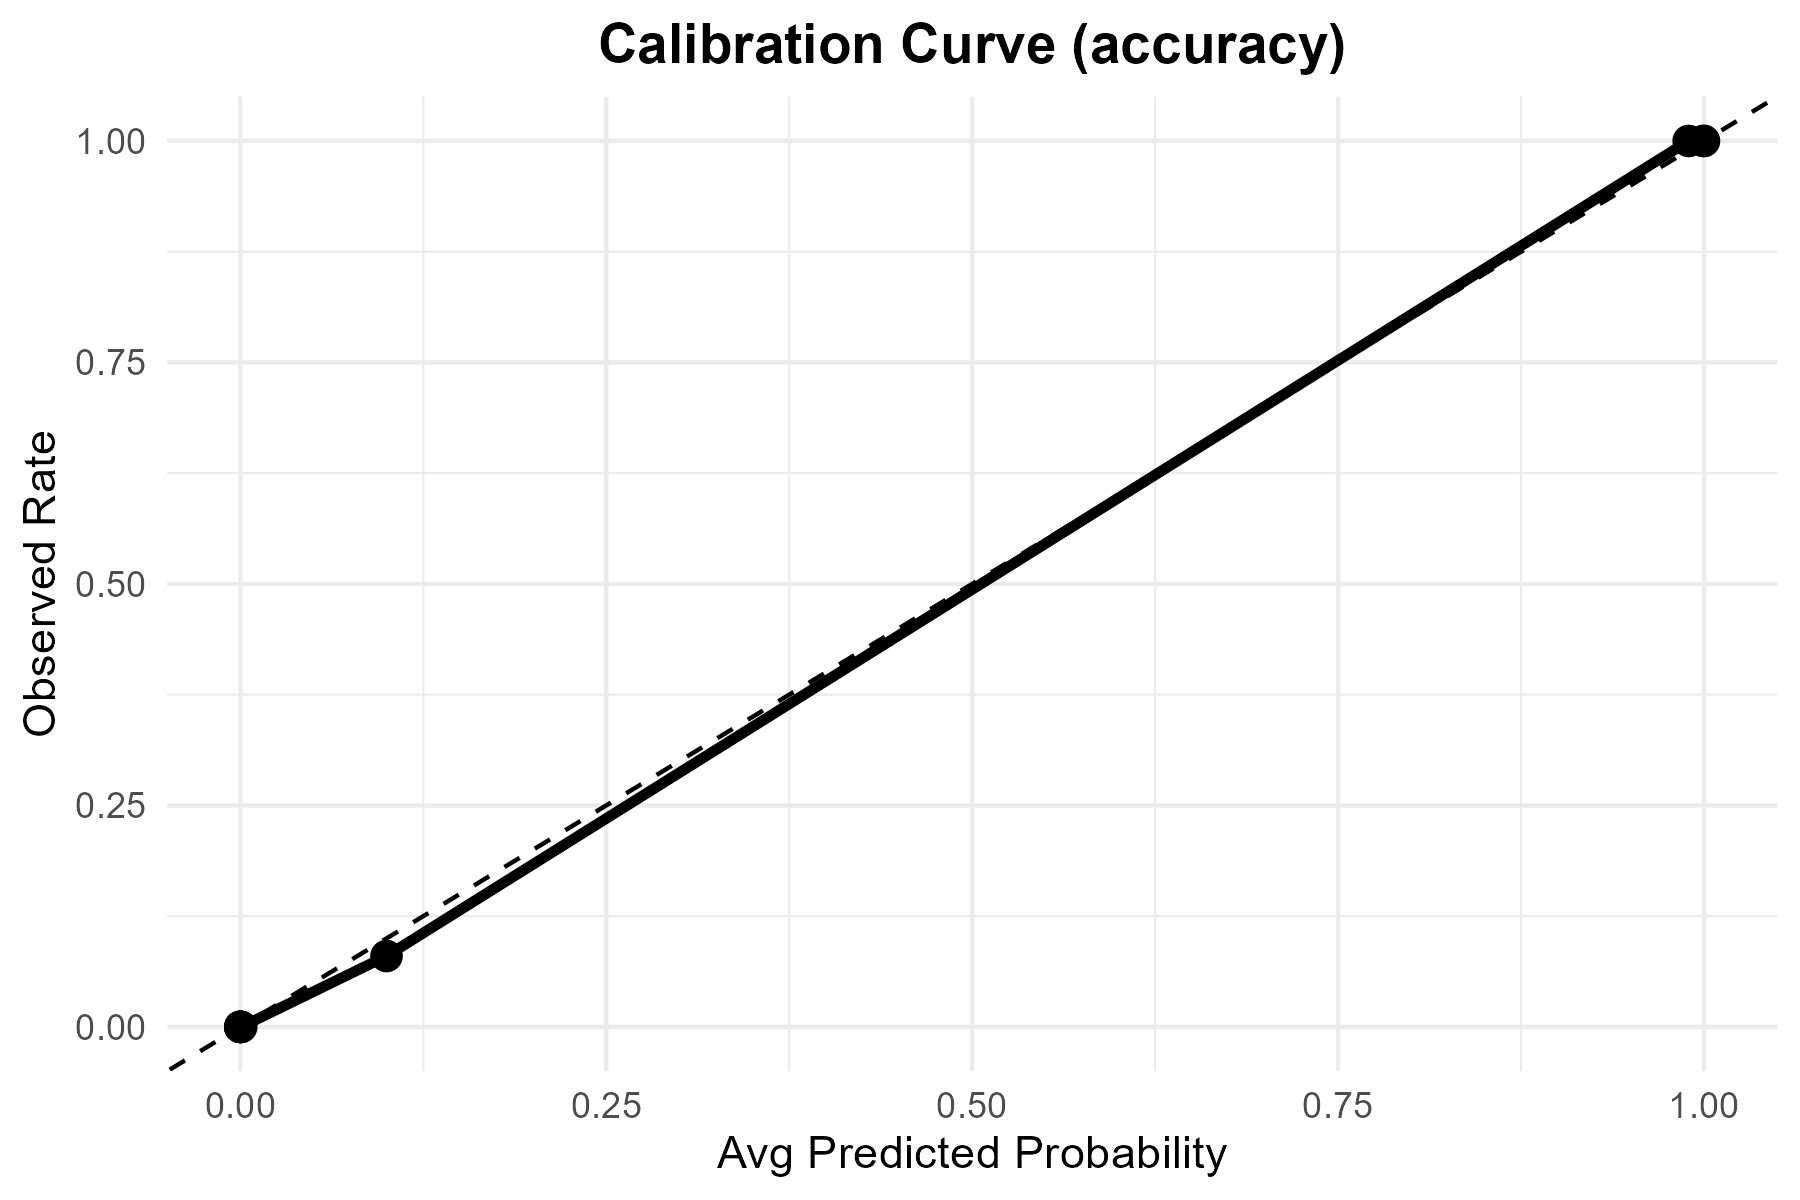 Calibration Curve (accuracy)
1.00
0.75
0.50
0.25
0.00
Observed Rate
0.00 0.25 0.50 0.75 1.00
Avg Predicted Probability